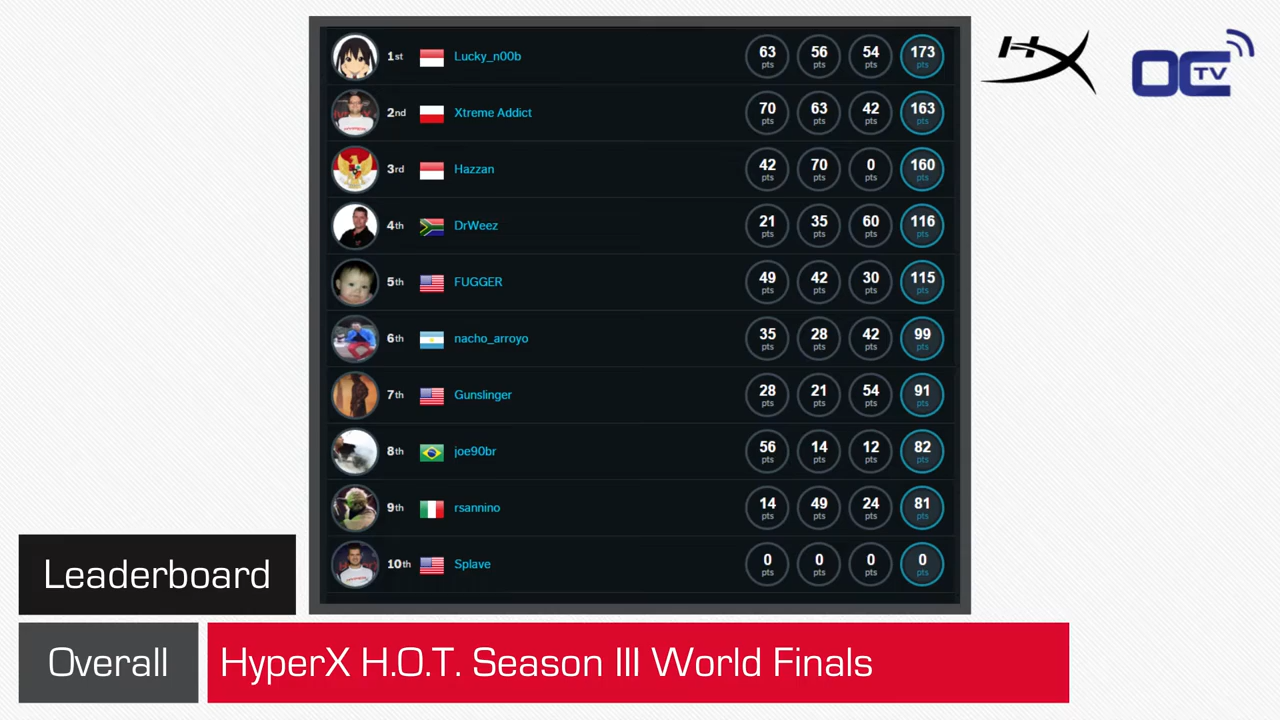 1st Lucky_n00b 63 pts 56 pts 54 pts 173 pts
2nd Xtreme Addict 70 pts 63 pts 42 pts 163 pts
3rd Hazzan 42 pts 70 pts 0 pts 160 pts
4th DrWeez 21 pts 35 pts 60 pts 116 pts
5th FUGGER 49 pts 42 pts 30 pts 115 pts
6th nacho_arroyo 35 pts 28 pts 42 pts 99 pts
7th Gunslinger 28 pts 21 pts 54 pts 91 pts
8th joe90br 56 pts 14 pts 12 pts 82 pts
9th rsannino 14 pts 49 pts 24 pts 81 pts
10th Splave 0 pts 0 pts 0 pts 0 pts
HX
OC TV
Leaderboard
Overall
HyperX H.O.T. Season III World Finals